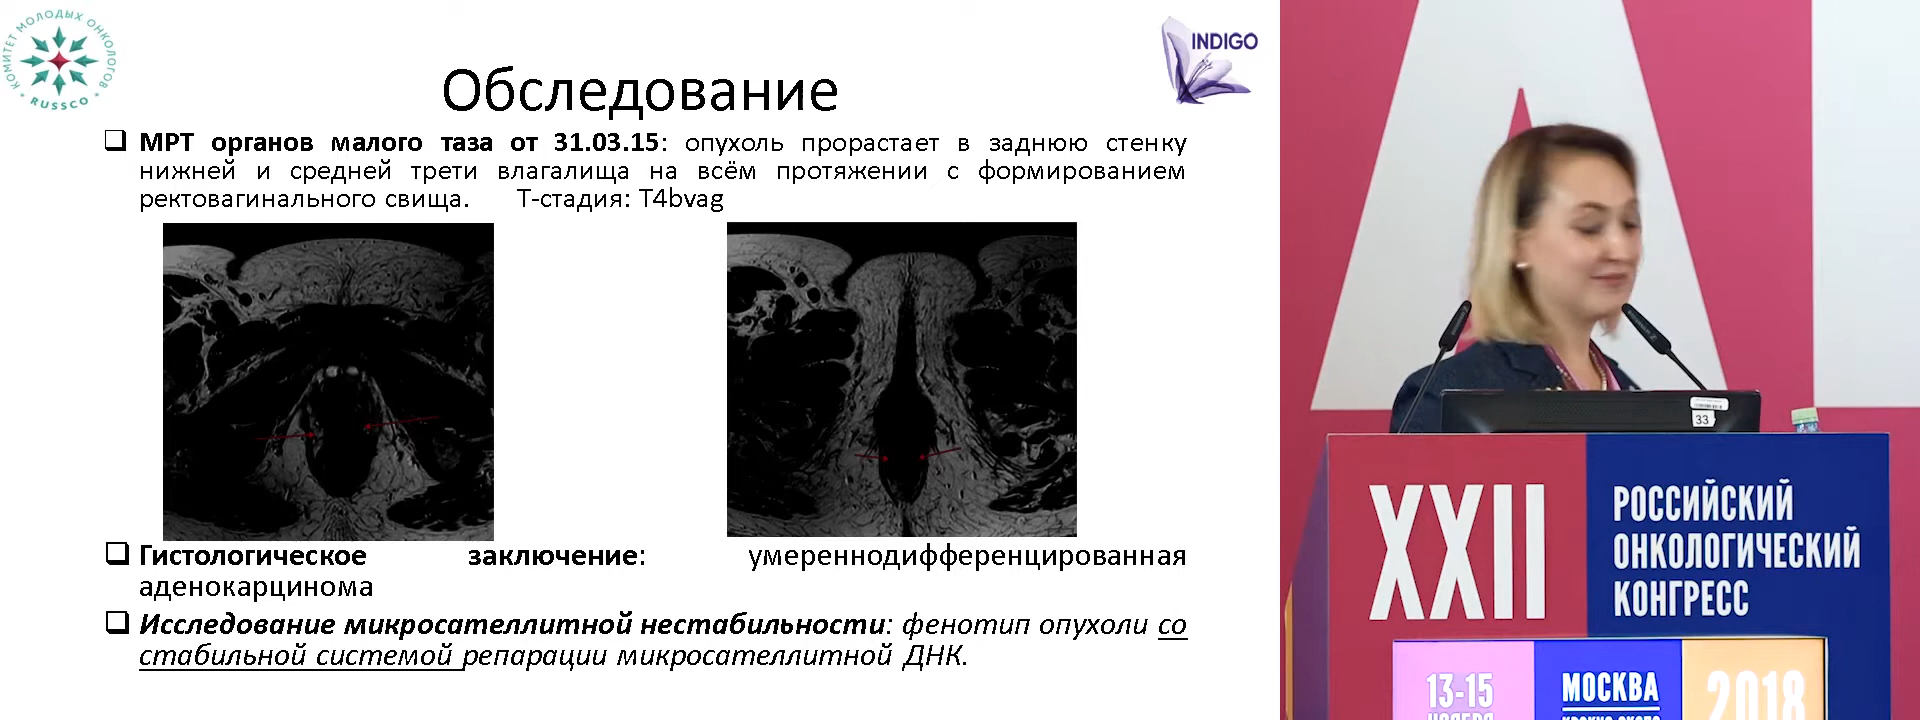 КОМИТЕТ МОЛОДЫХ ОНКОЛОГОВ
RUSSCO
INDIGO
Обследование
МРТ органов малого таза от 31.03.15: опухоль прорастает в заднюю стенку
нижней и средней трети влагалища на всём протяжении с формированием
ректовагинального свища. Т-стадия: T4bvag
Гистологическое заключение: умереннодифференцированная
аденокарцинома
Исследование микросателлитной нестабильности: фенотип опухоли со
стабильной системой репарации микросателлитной ДНК.
33
XXII
РОССИЙСКИЙ
ОНКОЛОГИЧЕСКИЙ
КОНГРЕСС
13-15
НОЯБРЯ
МОСКВА
2018